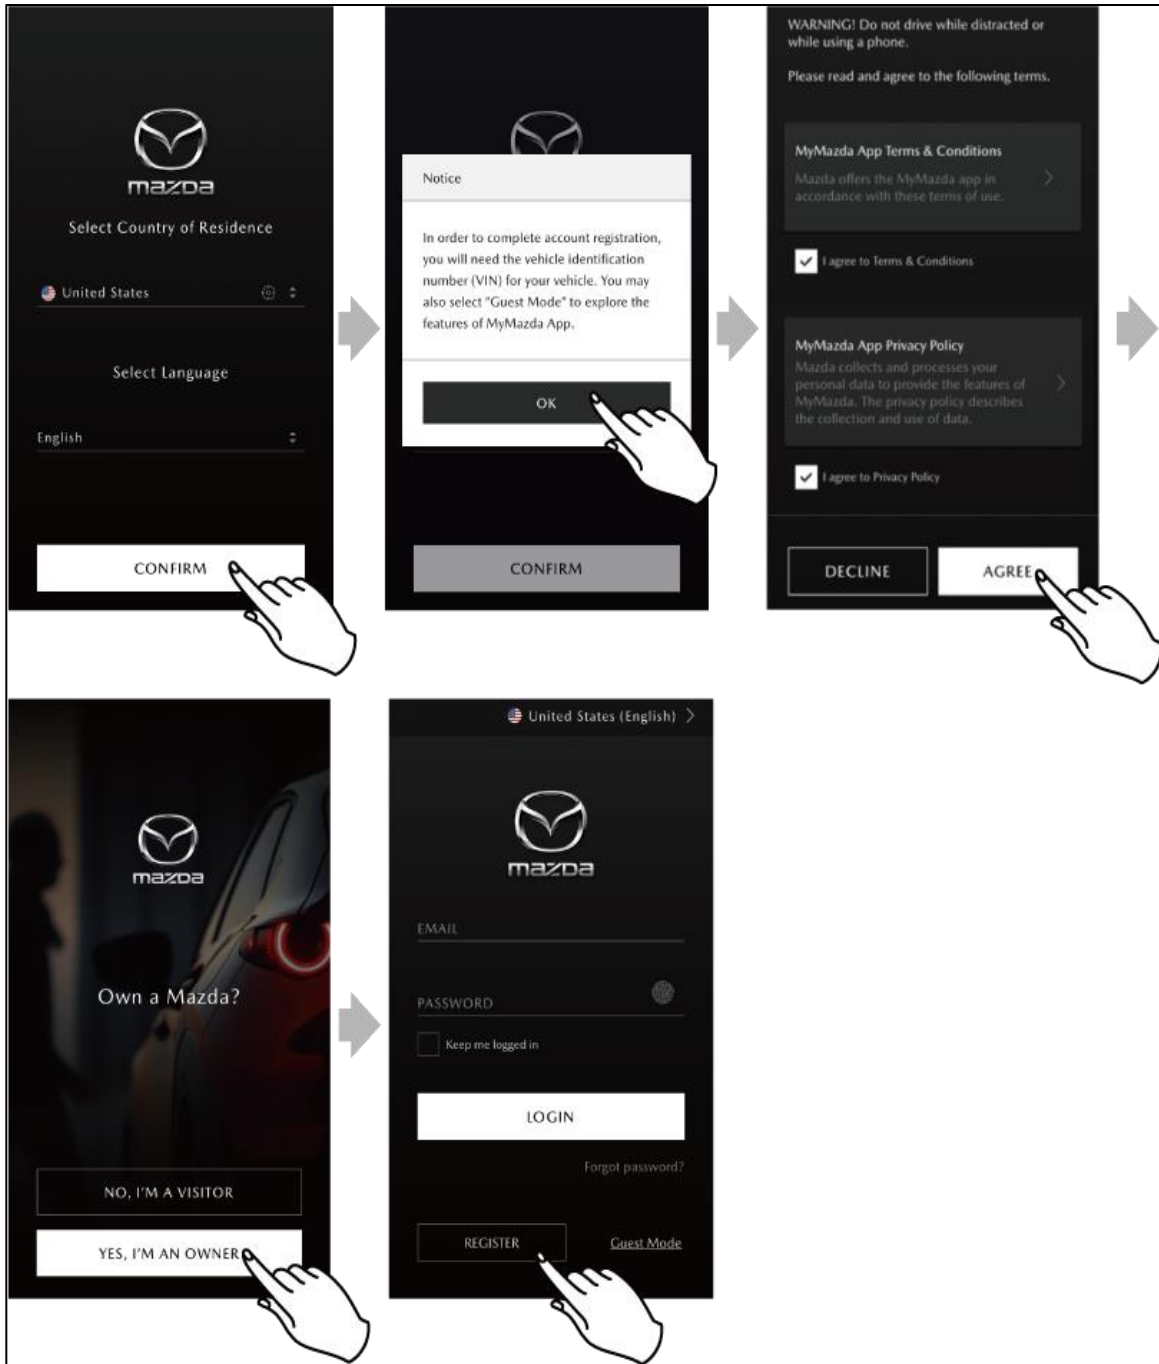 mazda
Select Country of Residence
United States
Select Language
English
CONFIRM
mazda
Notice
In order to complete account registration,
you will need the vehicle identification
number (VIN) for your vehicle. You may
also select "Guest Mode" to explore the
features of MyMazda App.
OK
CONFIRM
WARNING! Do not drive while distracted or
while using a phone.
Please read and agree to the following terms.
MyMazda App Terms & Conditions
Mazda offers the MyMazda app in
accordance with these terms of use.
I agree to Terms & Conditions
MyMazda App Privacy Policy
Mazda collects and processes your
personal data to provide the features of
MyMazda. The privacy policy describes
the collection and use of data.
I agree to Privacy Policy
DECLINE
AGREE
mazda
Own a Mazda?
NO, I'M A VISITOR
YES, I'M AN OWNER
United States (English)
mazda
EMAIL
PASSWORD
Keep me logged in
LOGIN
Forgot password?
REGISTER
Guest Mode